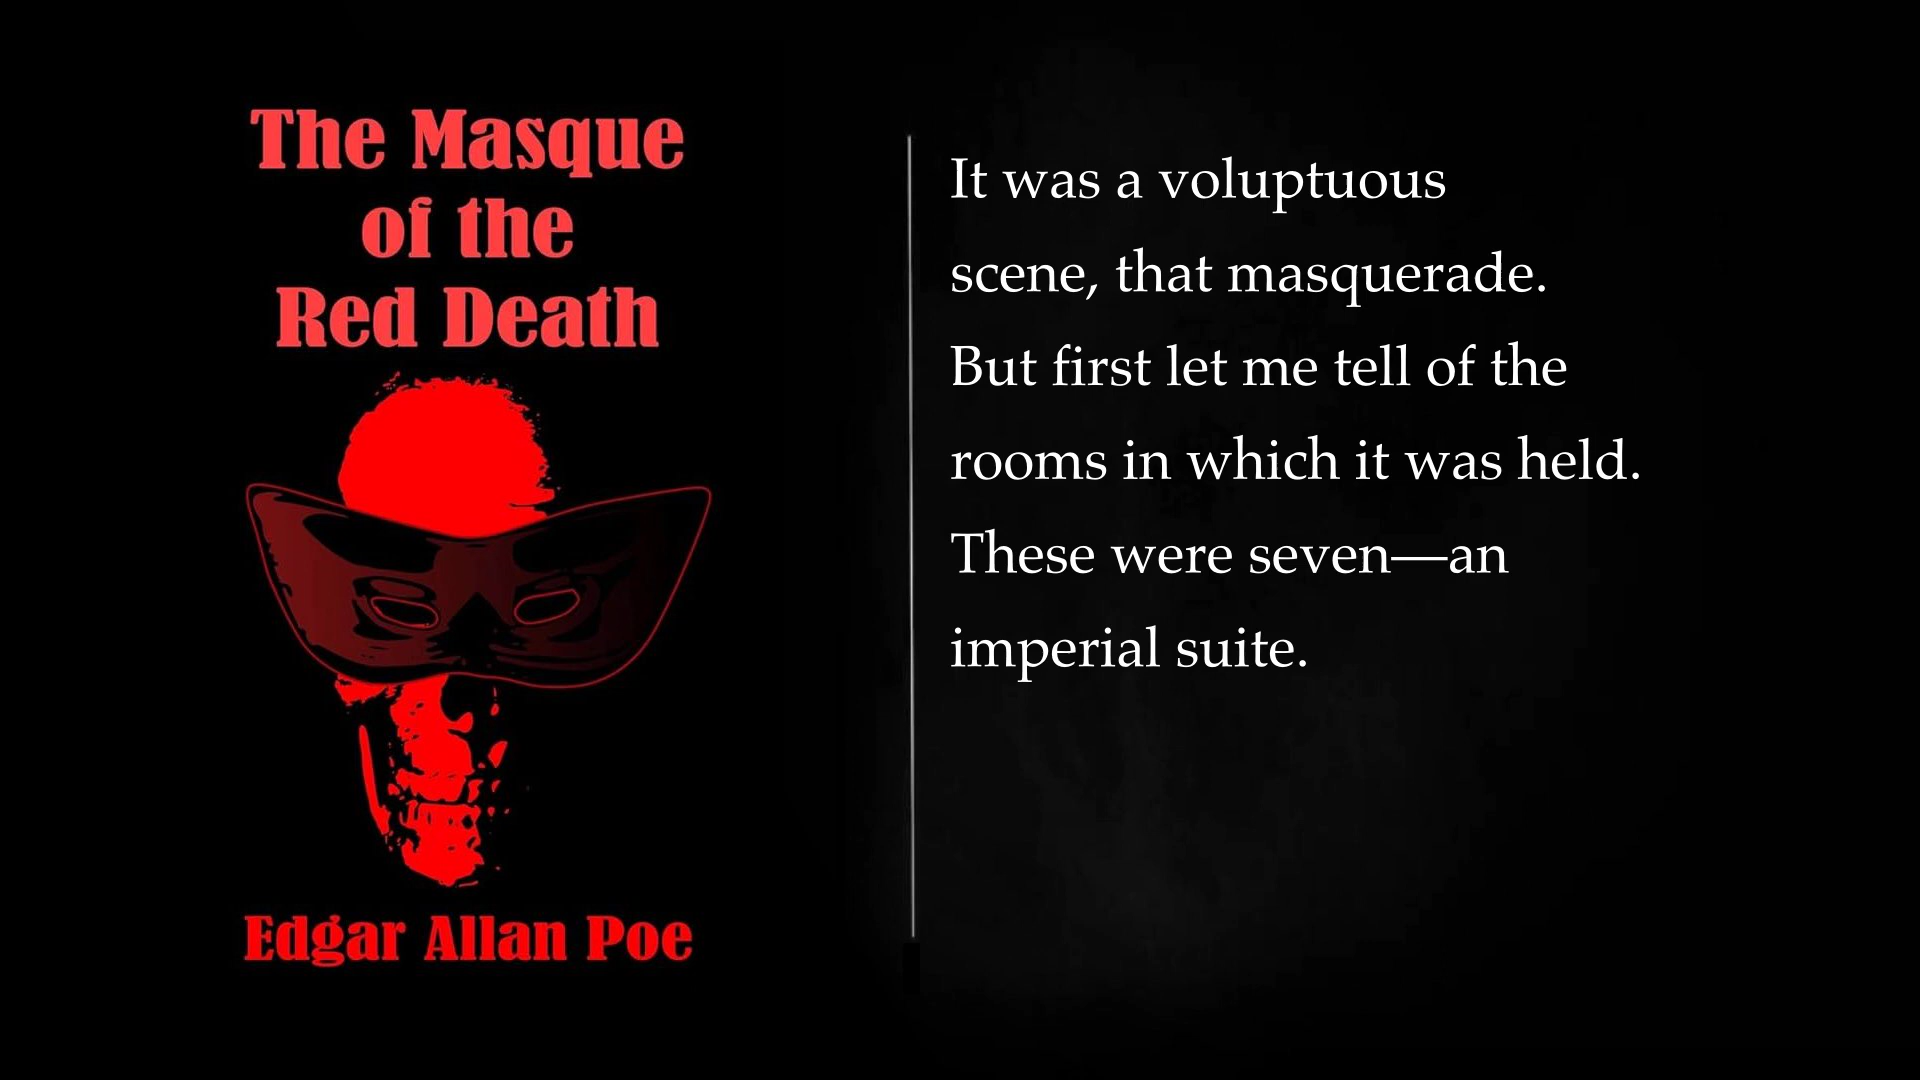 The Masque
of the
Red Death
Edgar Allan Poe
It was a voluptuous
scene, that masquerade.
But first let me tell of the
rooms in which it was held.
These were seven—an
imperial suite.